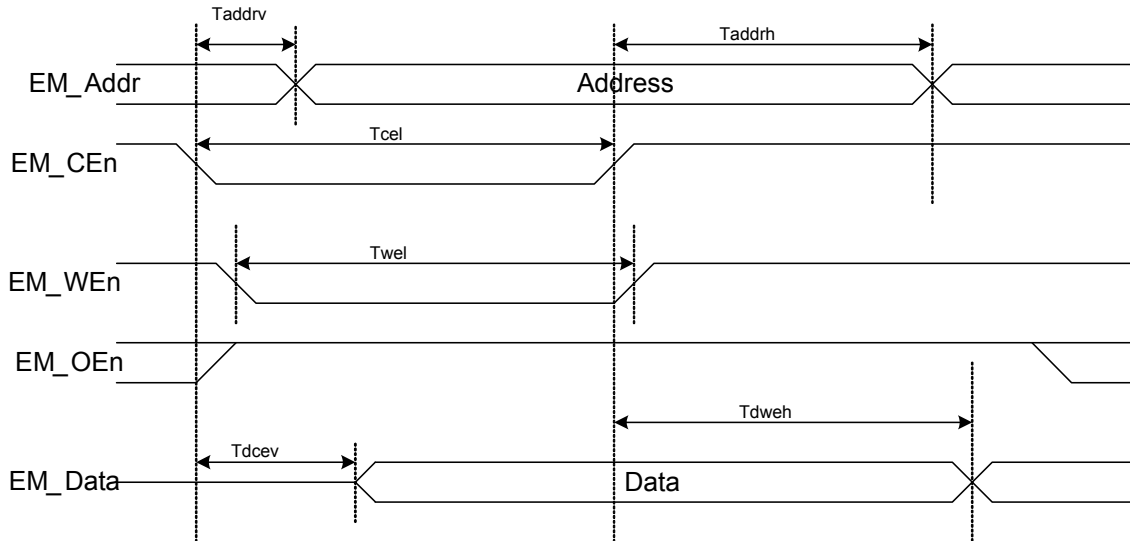 Taddrv
Taddrh
EM_Addr
Address
Tcel
EM_CEn
Twel
EM_WEn
EM_OEn
Tdweh
Tdcev
EM_Data
Data